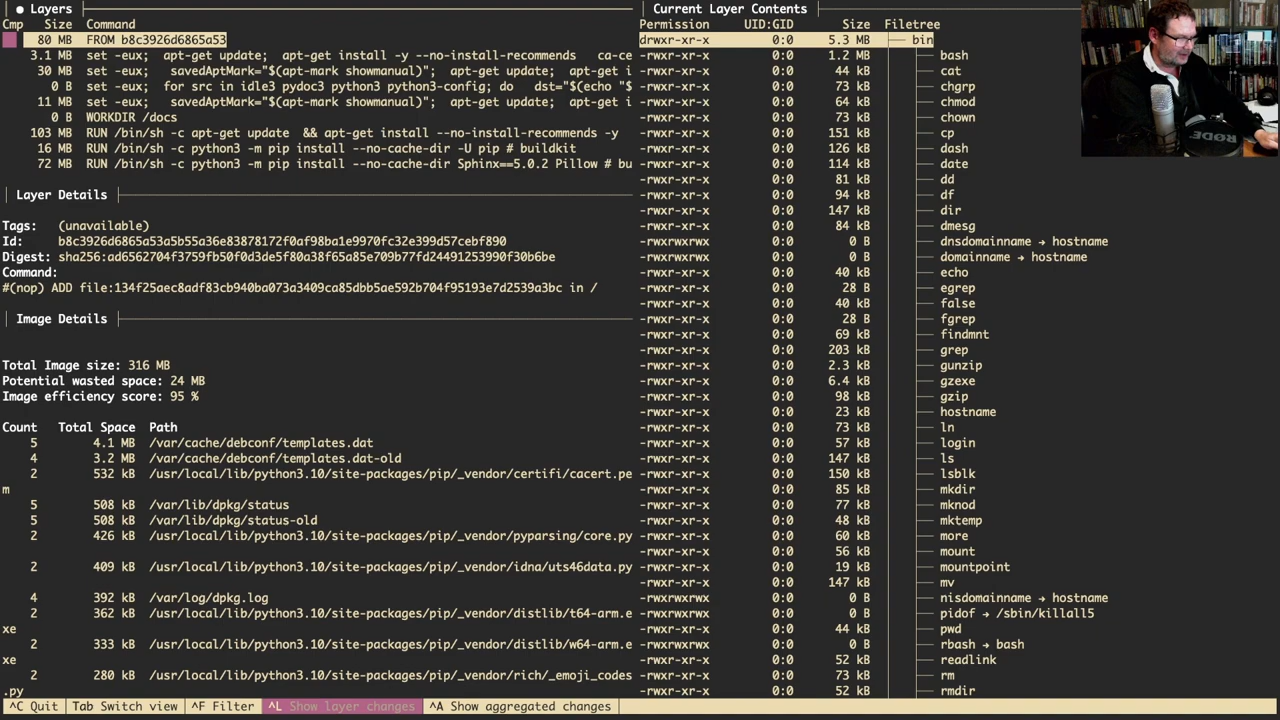 ● Layers
Cmp Size Command
80 MB FROM b8c3926d6865a53
3.1 MB set -eux; apt-get update; apt-get install -y --no-install-recommends ca-ce
30 MB set -eux; savedAptMark="$(apt-mark showmanual)"; apt-get update; apt-get i
0 B set -eux; for src in idle3 pydoc3 python3 python3-config; do dst="$(echo "$
11 MB set -eux; savedAptMark="$(apt-mark showmanual)"; apt-get update; apt-get i
0 B WORKDIR /docs
103 MB RUN /bin/sh -c apt-get update && apt-get install --no-install-recommends -y
16 MB RUN /bin/sh -c python3 -m pip install --no-cache-dir -U pip # buildkit
72 MB RUN /bin/sh -c python3 -m pip install --no-cache-dir Sphinx==5.0.2 Pillow # bu
Layer Details
Tags: (unavailable)
Id: b8c3926d6865a53a5b55a36e83878172f0af98ba1e9970fc32e399d57cebf890
Digest: sha256:ad6562704f3759fb50f0d3de5f80a38f65a85e709b77fd24491253990f30b6be
Command:
#(nop) ADD file:134f25aec8adf83cb940ba073a3409ca85dbb5ae592b704f95193e7d2539a3bc in /
Image Details
Total Image size: 316 MB
Potential wasted space: 24 MB
Image efficiency score: 95 %
Count Total Space Path
5 4.1 MB /var/cache/debconf/templates.dat
4 3.2 MB /var/cache/debconf/templates.dat-old
2 532 kB /usr/local/lib/python3.10/site-packages/pip/_vendor/certifi/cacert.pe
m
5 508 kB /var/lib/dpkg/status
5 508 kB /var/lib/dpkg/status-old
2 426 kB /usr/local/lib/python3.10/site-packages/pip/_vendor/pyparsing/core.py
2 409 kB /usr/local/lib/python3.10/site-packages/pip/_vendor/idna/uts46data.py
4 392 kB /var/log/dpkg.log
2 362 kB /usr/local/lib/python3.10/site-packages/pip/_vendor/distlib/t64-arm.e
xe
2 333 kB /usr/local/lib/python3.10/site-packages/pip/_vendor/distlib/w64-arm.e
xe
2 280 kB /usr/local/lib/python3.10/site-packages/pip/_vendor/rich/_emoji_codes
.py
Current Layer Contents
Permission UID:GID Size Filetree
drwxr-xr-x 0:0 5.3 MB bin
-rwxr-xr-x 0:0 1.2 MB bash
-rwxr-xr-x 0:0 44 kB cat
-rwxr-xr-x 0:0 73 kB chgrp
-rwxr-xr-x 0:0 64 kB chmod
-rwxr-xr-x 0:0 73 kB chown
-rwxr-xr-x 0:0 151 kB cp
-rwxr-xr-x 0:0 126 kB dash
-rwxr-xr-x 0:0 114 kB date
-rwxr-xr-x 0:0 81 kB dd
-rwxr-xr-x 0:0 94 kB df
-rwxr-xr-x 0:0 147 kB dir
-rwxr-xr-x 0:0 84 kB dmesg
-rwxrwxrwx 0:0 0 B dnsdomainname → hostname
-rwxrwxrwx 0:0 0 B domainname → hostname
-rwxr-xr-x 0:0 40 kB echo
-rwxr-xr-x 0:0 28 B egrep
-rwxr-xr-x 0:0 40 kB false
-rwxr-xr-x 0:0 28 B fgrep
-rwxr-xr-x 0:0 69 kB findmnt
-rwxr-xr-x 0:0 203 kB grep
-rwxr-xr-x 0:0 2.3 kB gunzip
-rwxr-xr-x 0:0 6.4 kB gzexe
-rwxr-xr-x 0:0 98 kB gzip
-rwxr-xr-x 0:0 23 kB hostname
-rwxr-xr-x 0:0 73 kB ln
-rwxr-xr-x 0:0 57 kB login
-rwxr-xr-x 0:0 147 kB ls
-rwxr-xr-x 0:0 150 kB lsblk
-rwxr-xr-x 0:0 85 kB mkdir
-rwxr-xr-x 0:0 77 kB mknod
-rwxr-xr-x 0:0 48 kB mktemp
-rwxr-xr-x 0:0 60 kB more
-rwxr-xr-x 0:0 56 kB mount
-rwxr-xr-x 0:0 19 kB mountpoint
-rwxr-xr-x 0:0 147 kB mv
-rwxrwxrwx 0:0 0 B nisdomainname → hostname
-rwxrwxrwx 0:0 0 B pidof → /sbin/killall5
-rwxr-xr-x 0:0 44 kB pwd
-rwxrwxrwx 0:0 0 B rbash → bash
-rwxr-xr-x 0:0 52 kB readlink
-rwxr-xr-x 0:0 73 kB rm
-rwxr-xr-x 0:0 52 kB rmdir
^C Quit Tab Switch view ^F Filter ^L Show layer changes ^A Show aggregated changes
RØDE